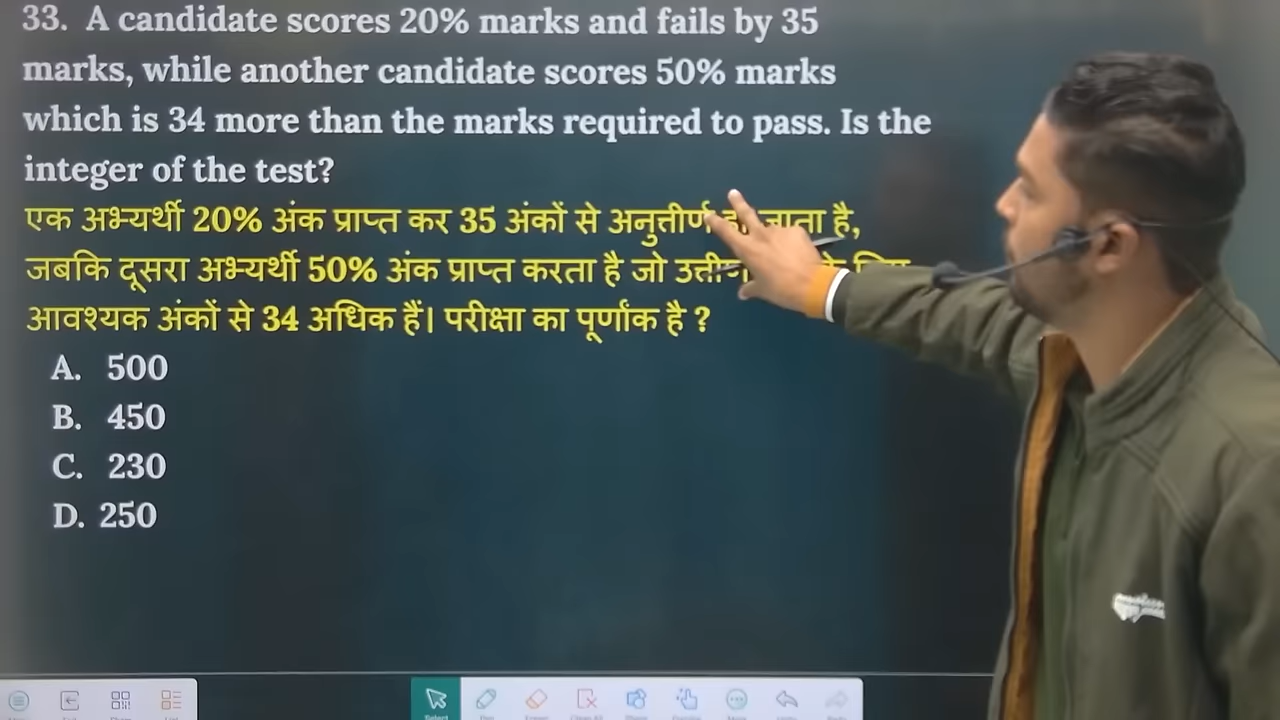 33. A candidate scores 20% marks and fails by 35
marks, while another candidate scores 50% marks
which is 34 more than the marks required to pass. Is the
integer of the test?
एक अभ्यर्थी 20% अंक प्राप्त कर 35 अंकों से अनुत्तीर्ण जाता है,
जबकि दूसरा अभ्यर्थी 50% अंक प्राप्त करता है जो
आवश्यक अंकों से 34 अधिक हैं। परीक्षा का पूर्णांक है ?
A. 500
B. 450
C. 230
D. 250
Select